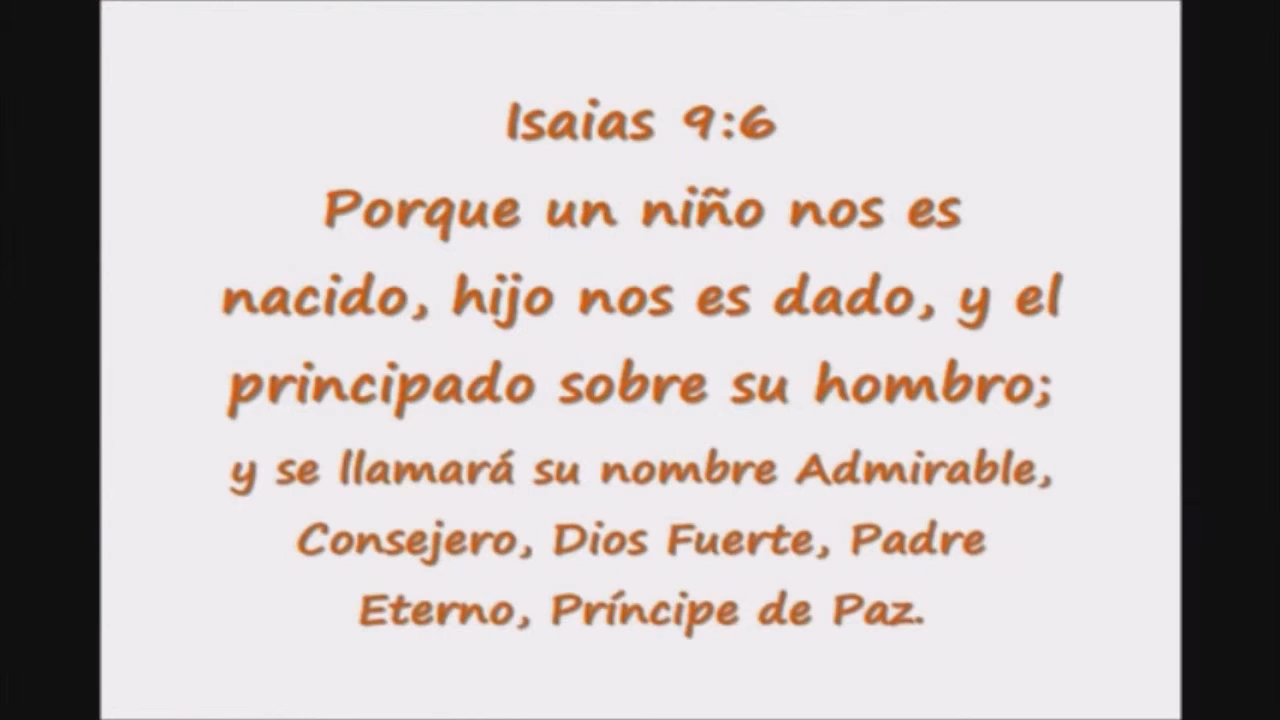 Isaias 9:6
Porque un niño nos es
nacido, hijo nos es dado, y el
principado sobre su hombro;
y se llamará su nombre Admirable,
Consejero, Dios Fuerte, Padre
Eterno, Príncipe de Paz.